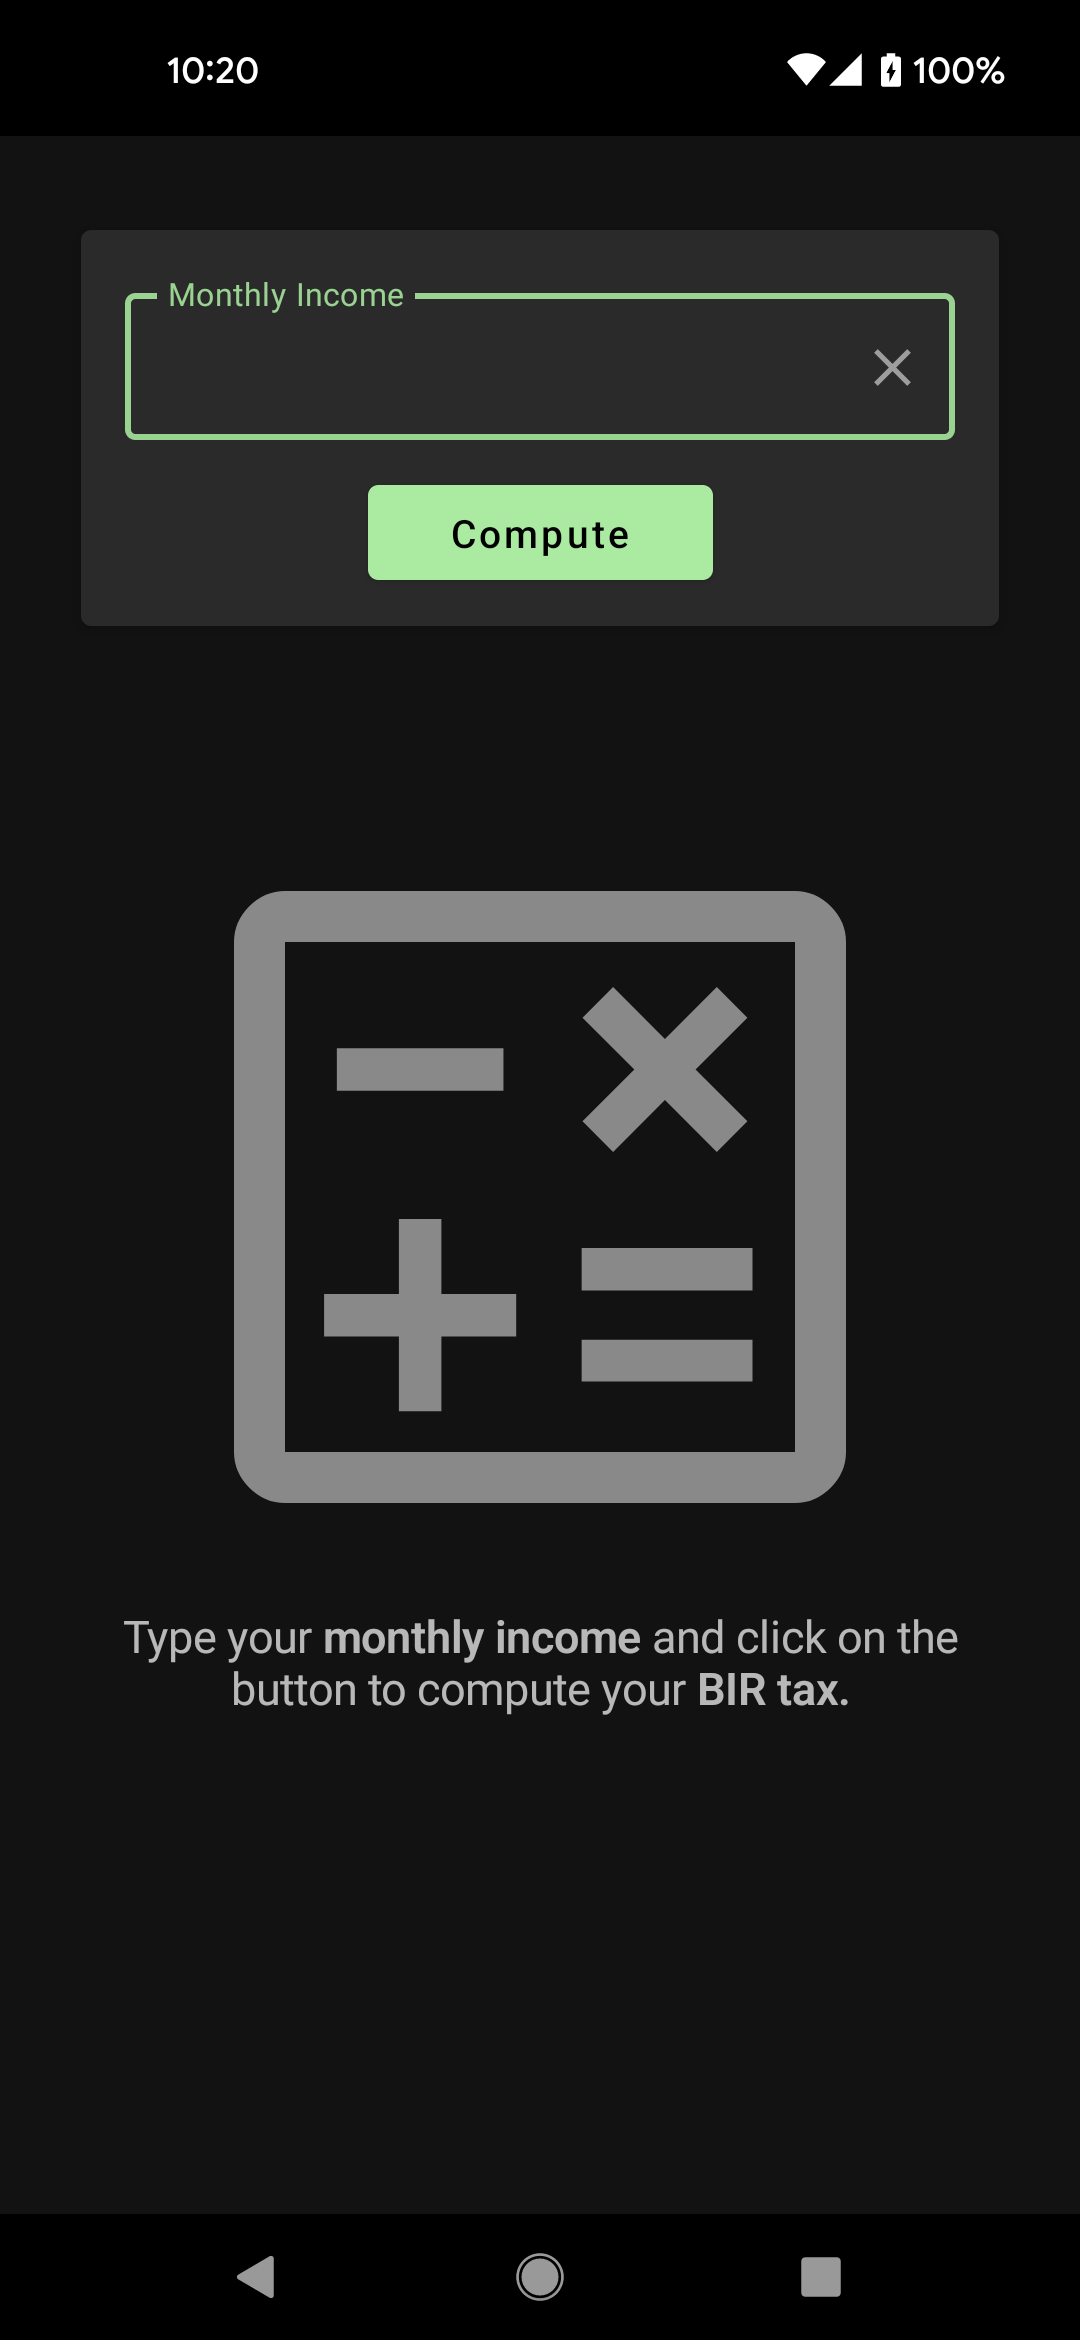 10:20
100%
Monthly Income
Compute
Type your monthly income and click on the
button to compute your BIR tax.